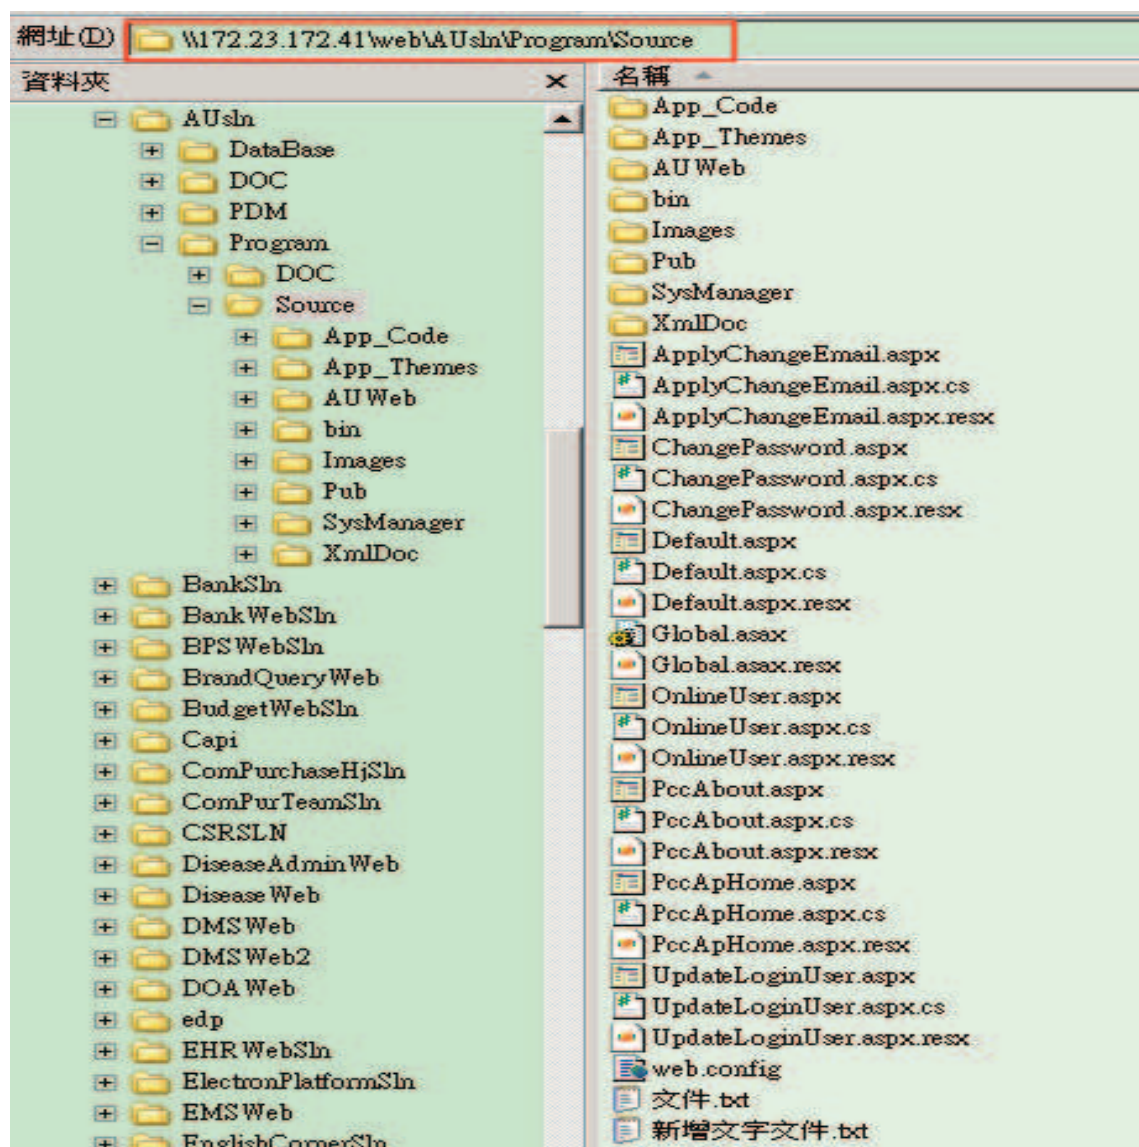 網址(D) \\172.23.172.41\web\AUsln\Program\Source
資料夾
AUsln
DataBase
DOC
PDM
Program
DOC
Source
App_Code
App_Themes
AUWeb
bin
Images
Pub
SysManager
XmlDoc
BankSln
BankWebSln
BPSWebSln
BrandQueryWeb
BudgetWebSln
Capi
ComPurchaseHjSln
ComPurTeamSln
CSRSLN
DiseaseAdminWeb
DiseaseWeb
DMSWeb
DMSWeb2
DOAWeb
edp
EHRWebSln
ElectronPlatformSln
EMSWeb
EnglishCornerSln
名稱
App_Code
App_Themes
AUWeb
bin
Images
Pub
SysManager
XmlDoc
ApplyChangeEmail.aspx
ApplyChangeEmail.aspx.cs
ApplyChangeEmail.aspx.resx
ChangePassword.aspx
ChangePassword.aspx.cs
ChangePassword.aspx.resx
Default.aspx
Default.aspx.cs
Default.aspx.resx
Global.asax
Global.asax.resx
OnlineUser.aspx
OnlineUser.aspx.cs
OnlineUser.aspx.resx
PccAbout.aspx
PccAbout.aspx.cs
PccAbout.aspx.resx
PccApHome.aspx
PccApHome.aspx.cs
PccApHome.aspx.resx
UpdateLoginUser.aspx
UpdateLoginUser.aspx.cs
UpdateLoginUser.aspx.resx
web.config
文件.txt
新增文字文件.txt